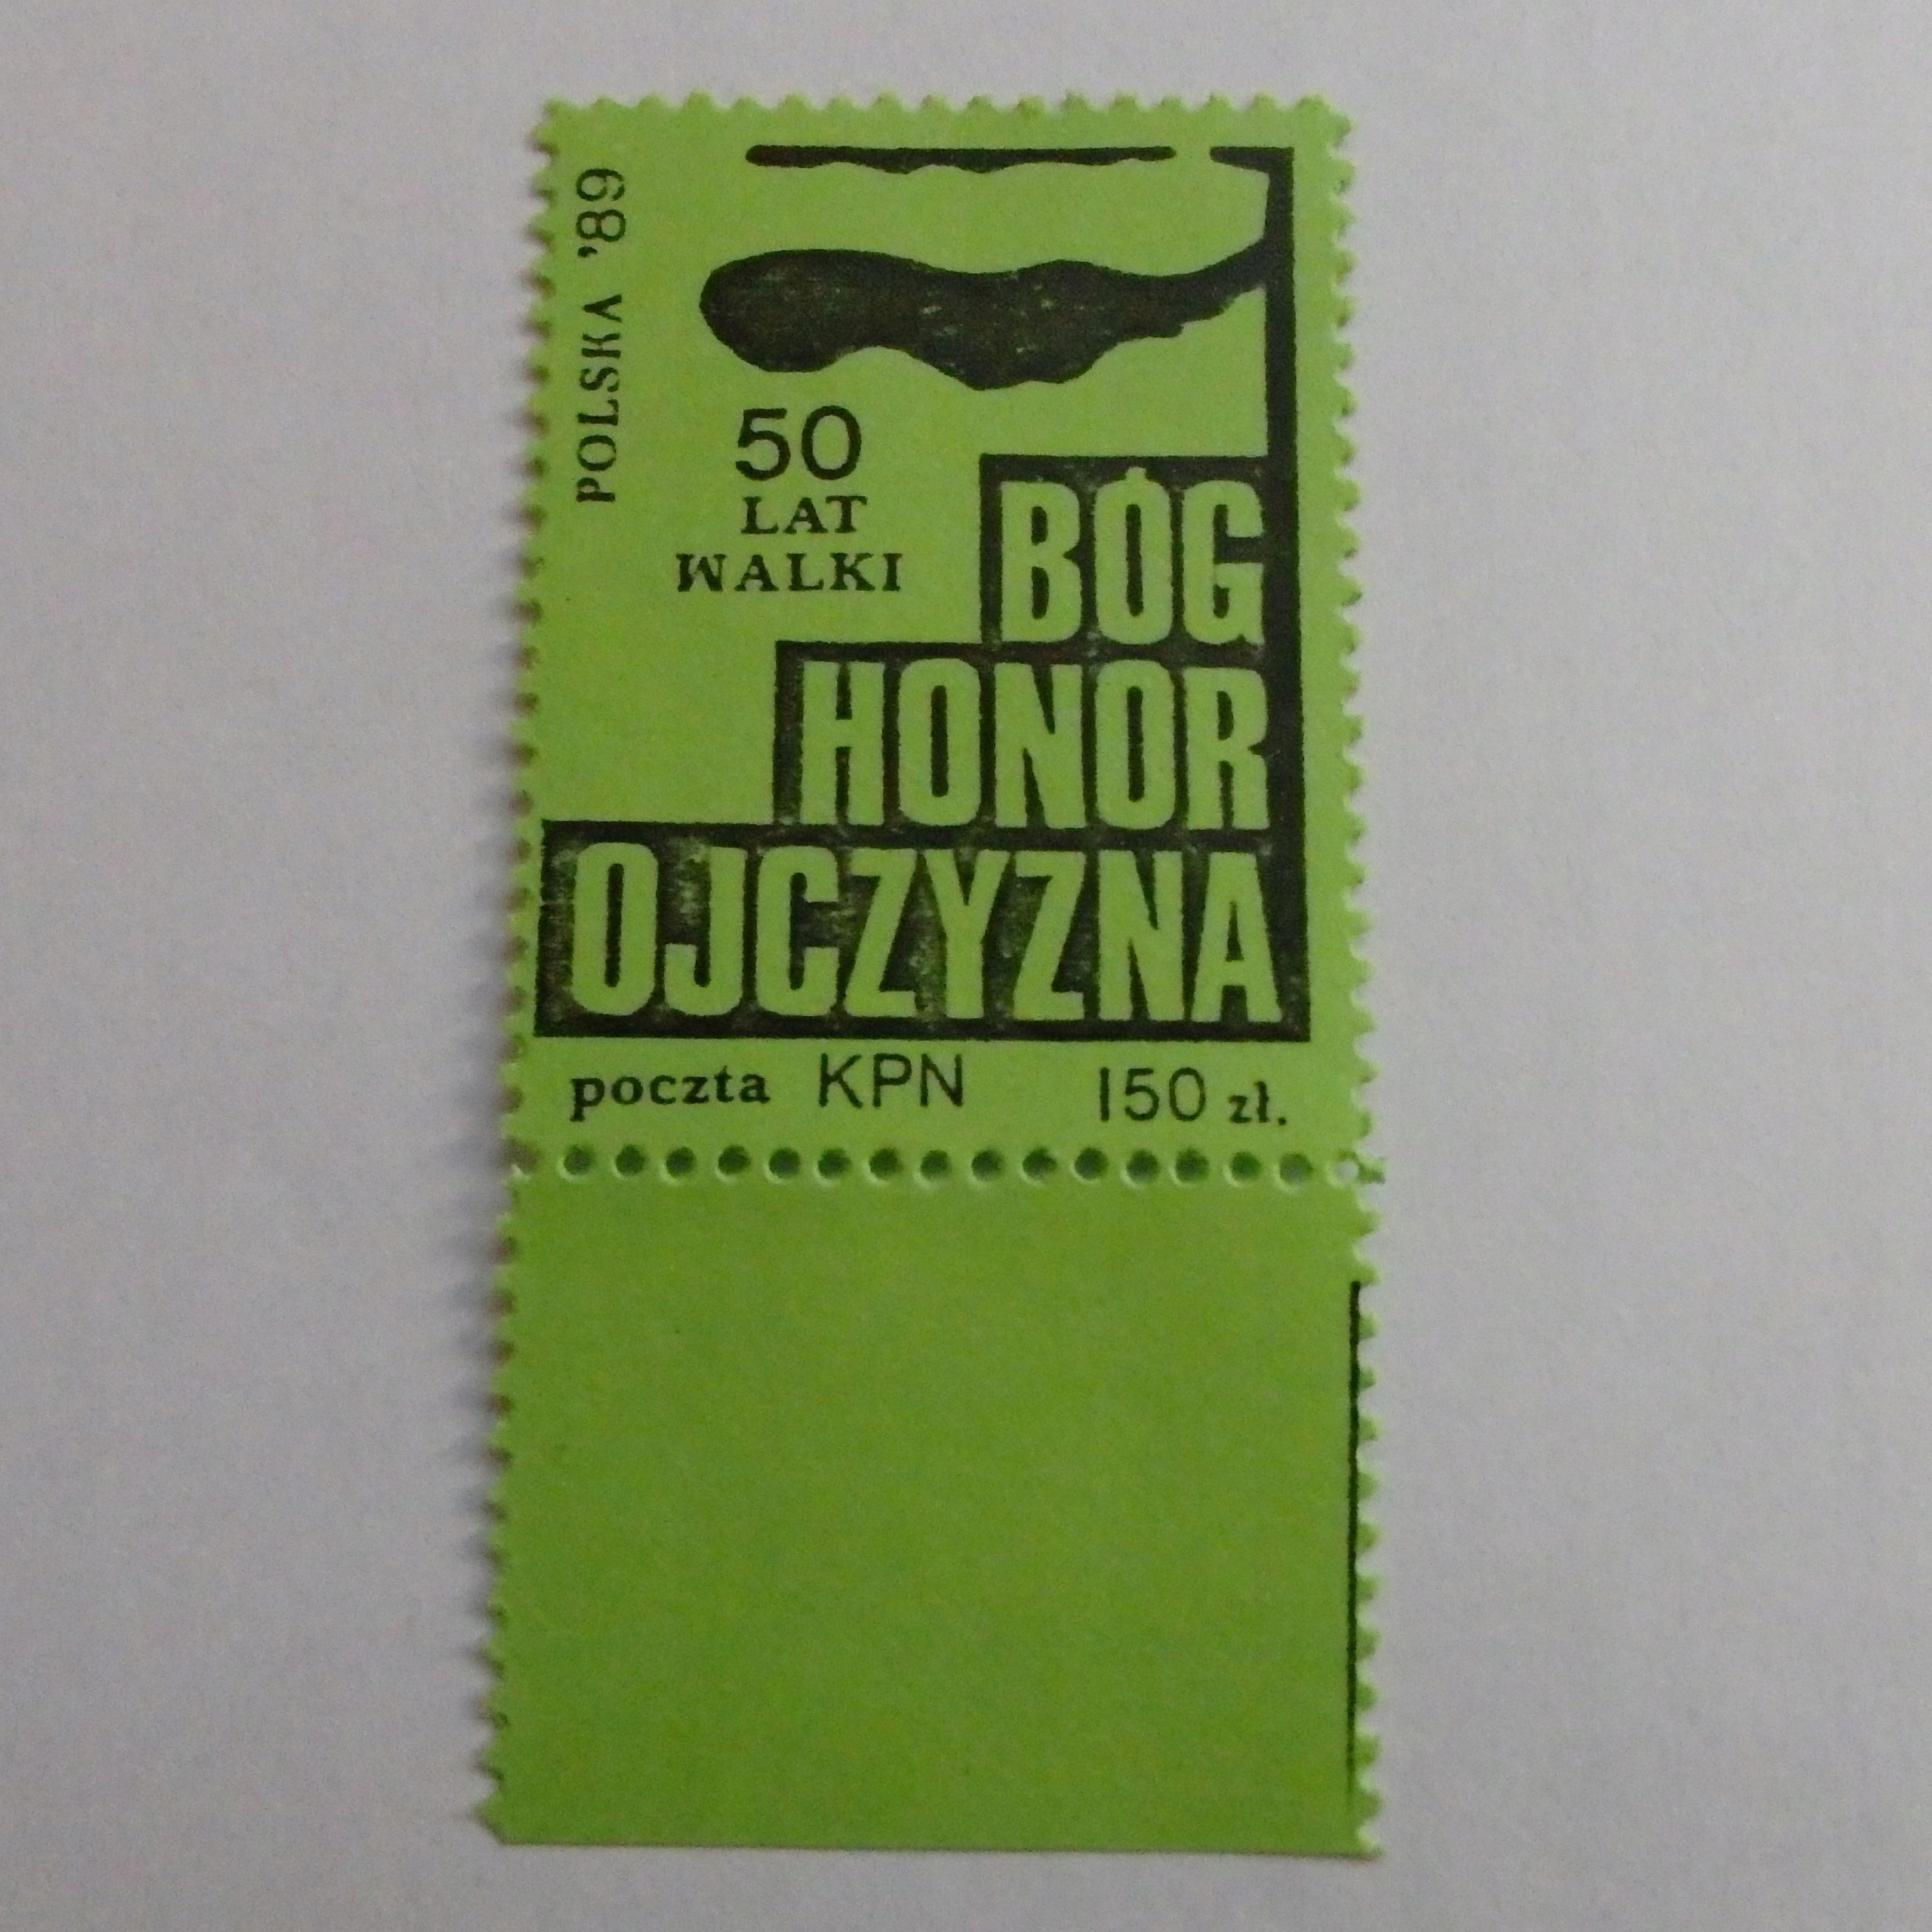 POLSKA '89
50
LAT
WALKI
BÓG
HONOR
OJCZYZNA
poczta KPN 150 zł.